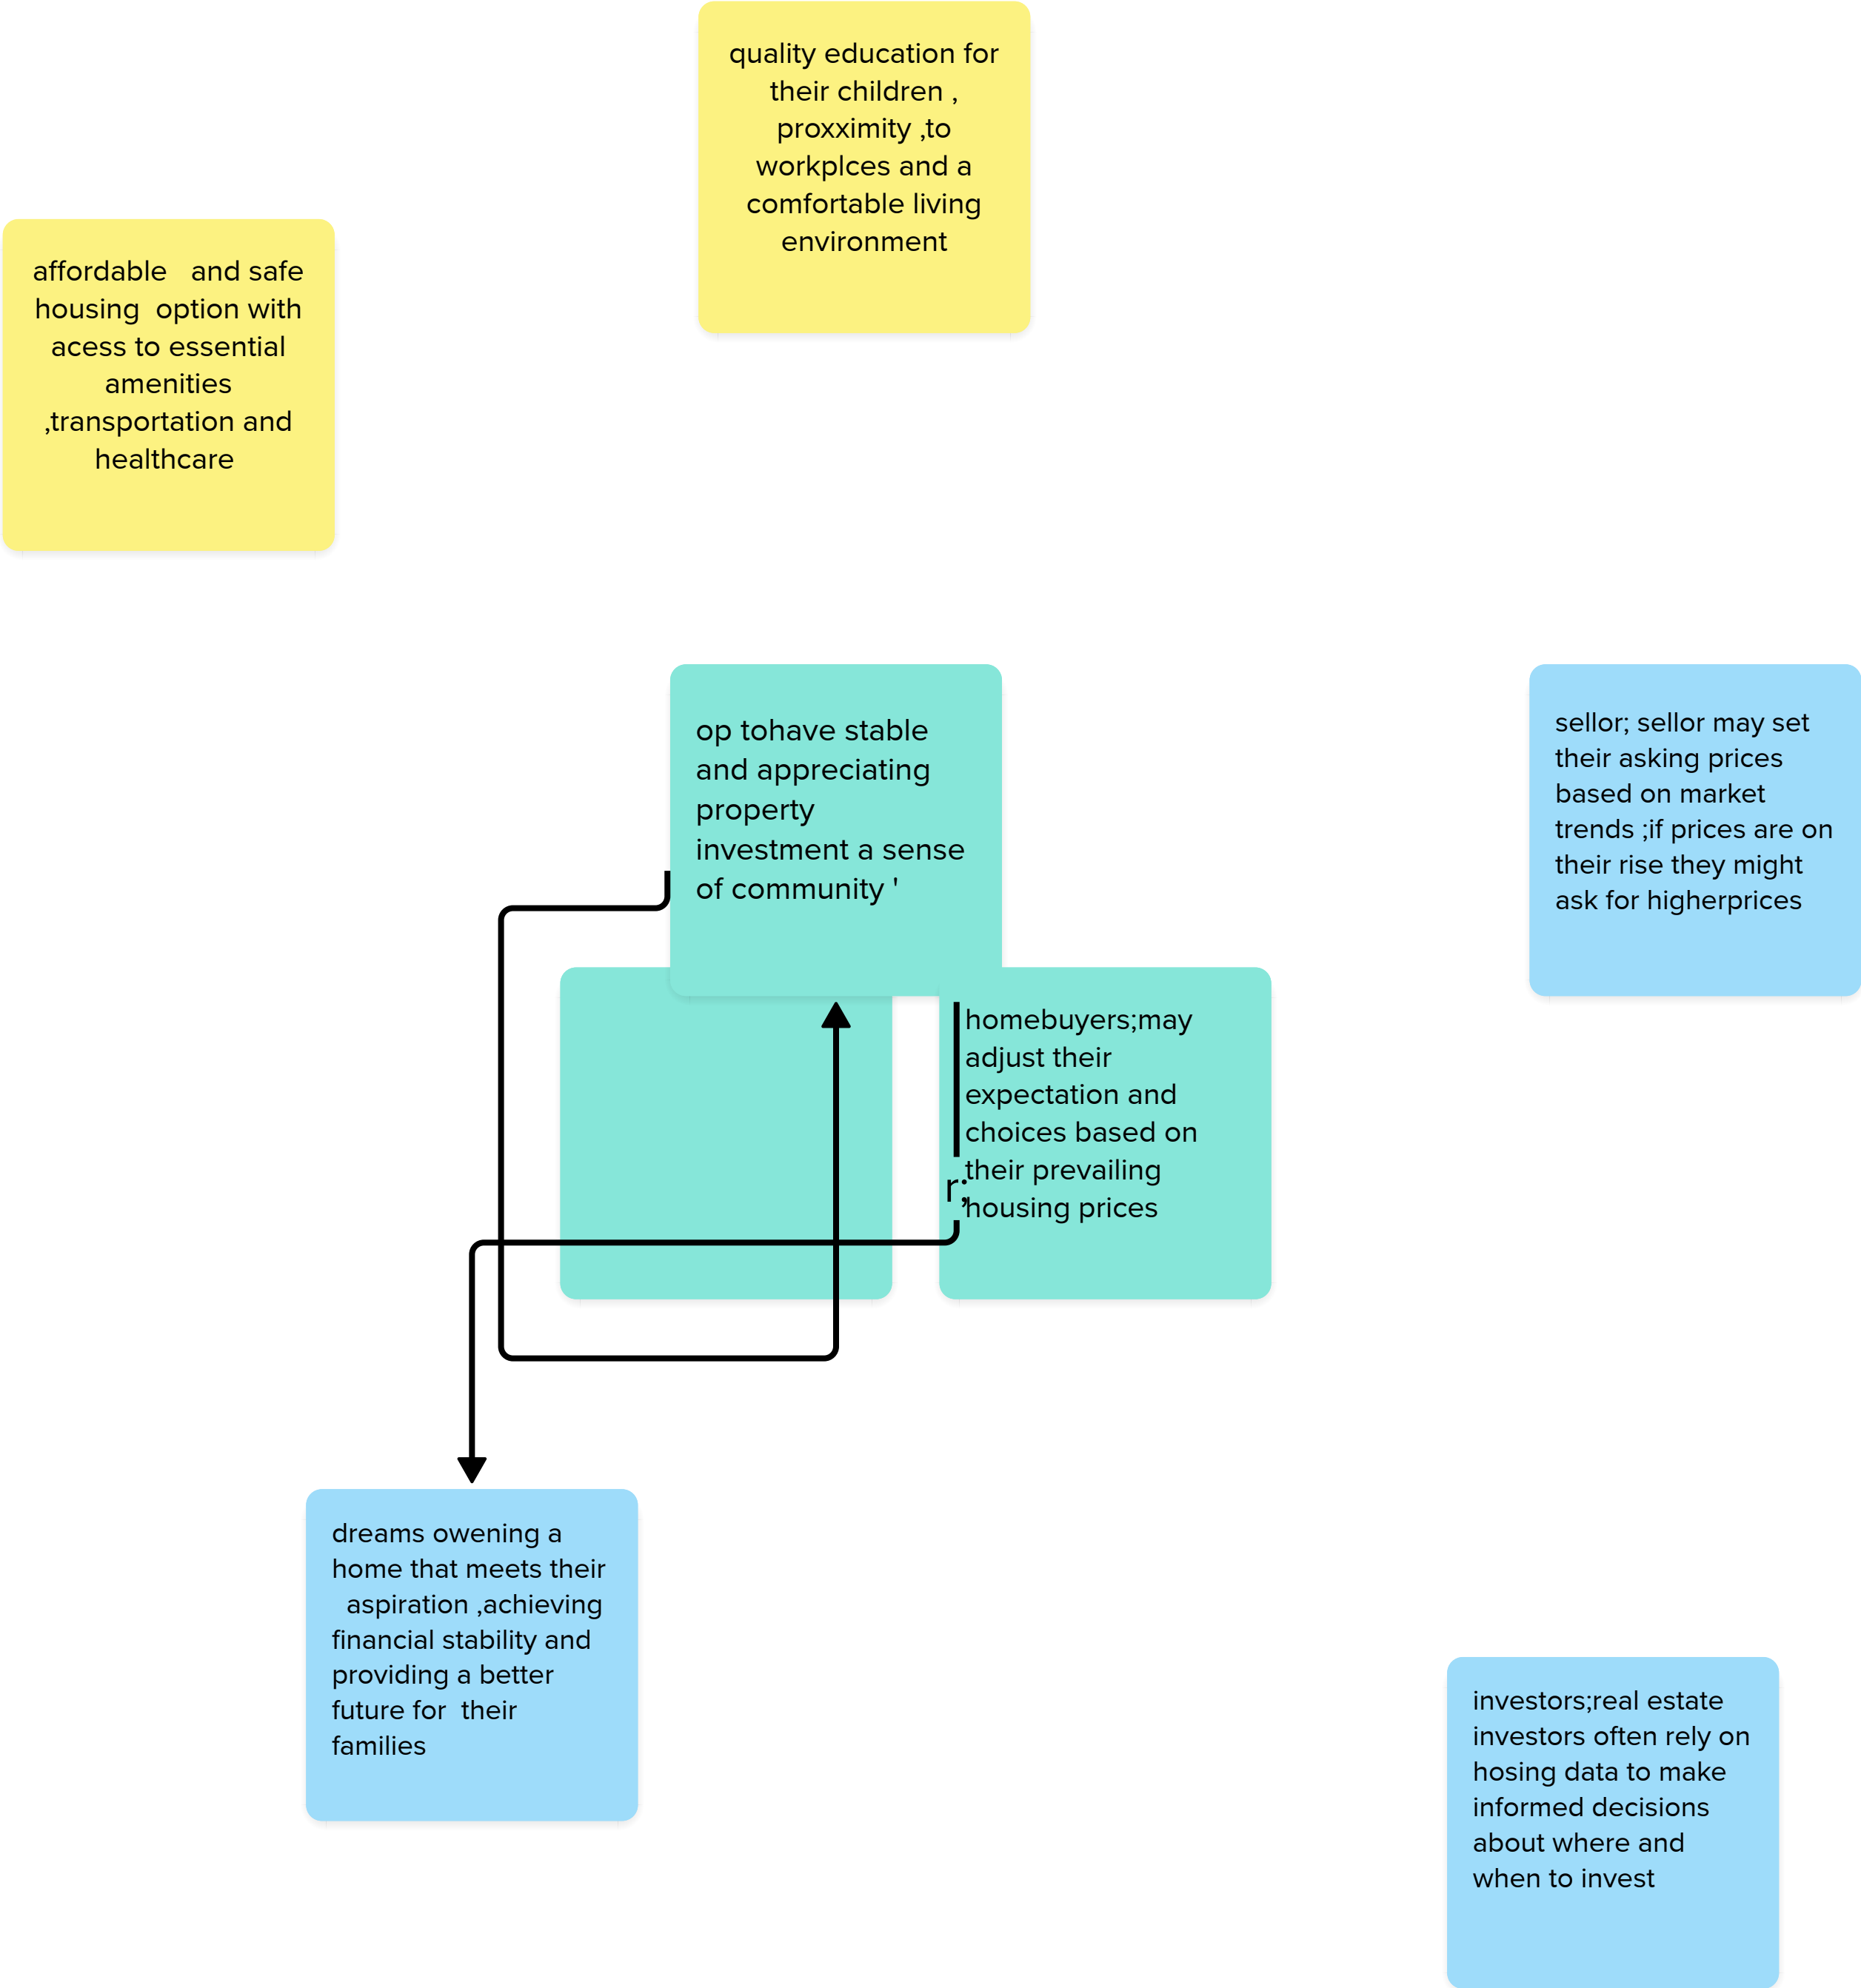 quality education for
their children ,
proxximity ,to
workplces and a
comfortable living
environment
affordable   and safe
housing  option with
acess to essential
amenities
,transportation and
healthcare
op tohave stable
and appreciating
property
investment a sense
of community '
sellor; sellor may set
their asking prices
based on market
trends ;if prices are on
their rise they might
ask for higherprices
homebuyers;may
adjust their
expectation and
choices based on
their prevailing
housing prices
r;
dreams owening a
home that meets their
aspiration ,achieving
financial stability and
providing a better
future for  their
families
investors;real estate
investors often rely on
hosing data to make
informed decisions
about where and
when to invest